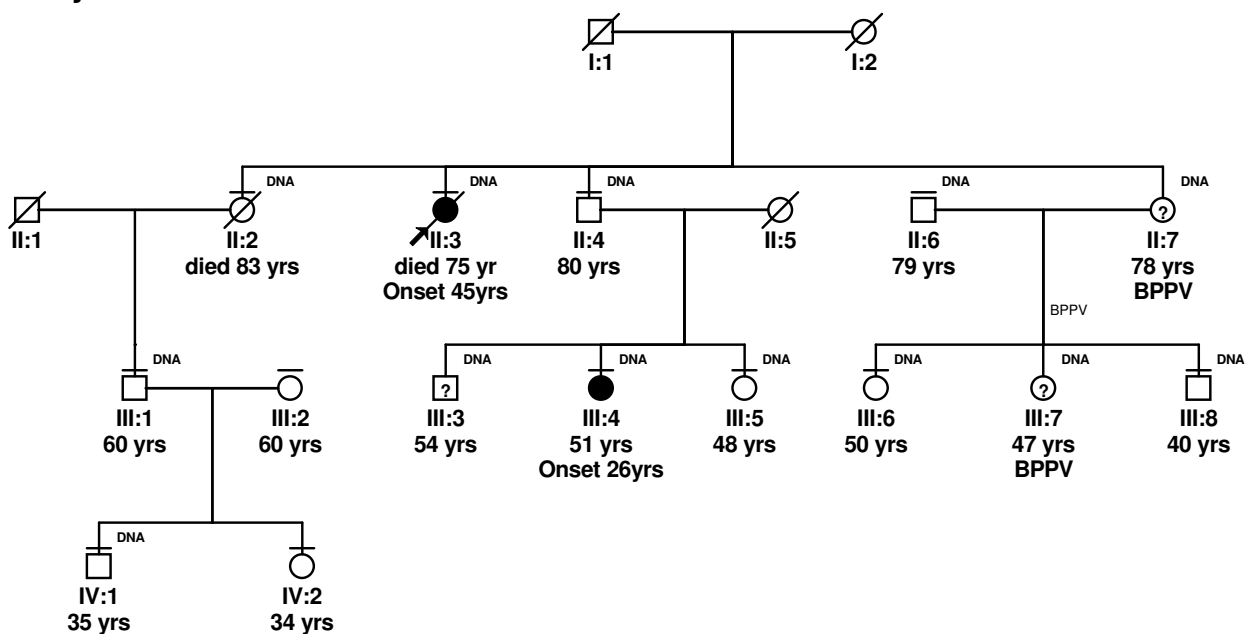 I:1 I:2
DNA DNA DNA DNA
? 
II:1 II:2 II:3 II:4 II:5 II:6 II:7
died 83 yrs died 75 yr 80 yrs 79 yrs 78 yrs
Onset 45yrs BPPV
BPPV
DNA DNA DNA DNA DNA DNA DNA
? ?
III:1 III:2 III:3 III:4 III:5 III:6 III:7 III:8
60 yrs 60 yrs 54 yrs 51 yrs 48 yrs 50 yrs 47 yrs 40 yrs
Onset 26yrs BPPV
DNA
IV:1 IV:2
35 yrs 34 yrs